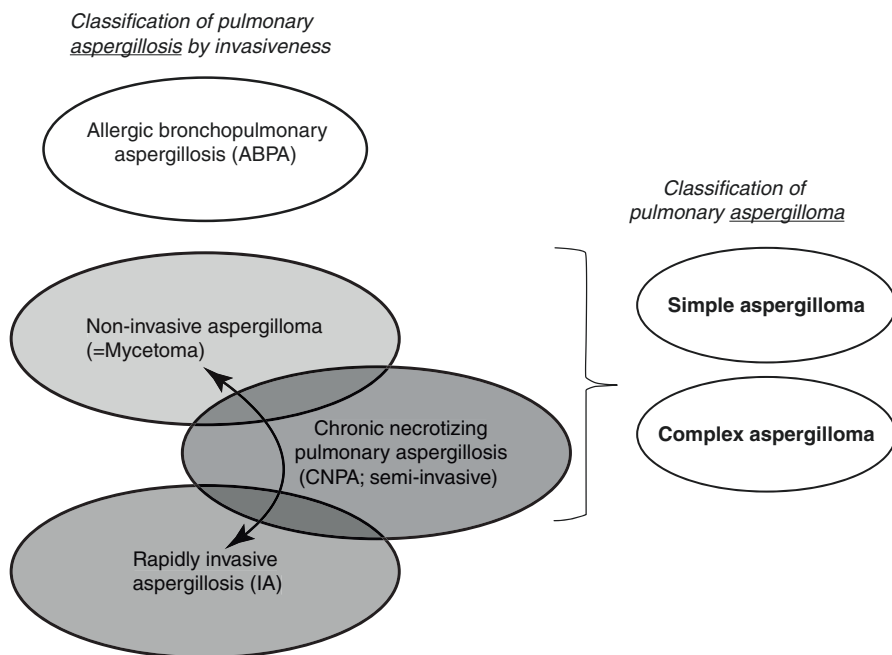 Classification of pulmonary
aspergillosis by invasiveness
Allergic bronchopulmonary
aspergillosis (ABPA)
Non-invasive aspergilloma
(=Mycetoma)
Chronic necrotizing
pulmonary aspergillosis
(CNPA; semi-invasive)
Rapidly invasive
aspergillosis (IA)
Classification of
pulmonary aspergilloma
Simple aspergilloma
Complex aspergilloma